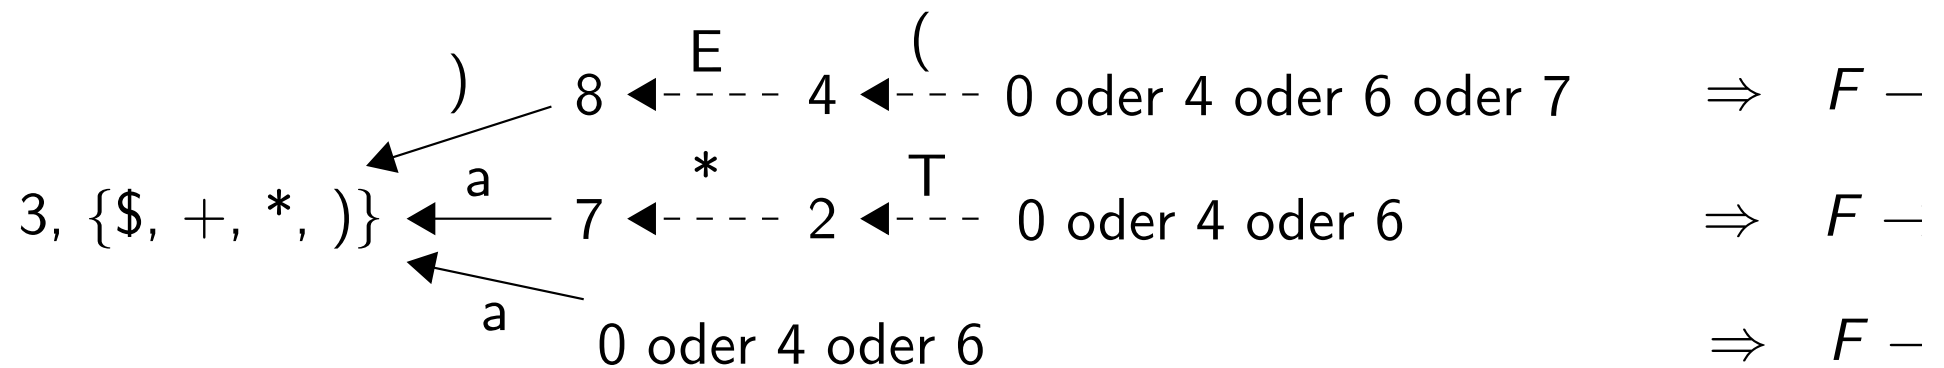 ) E (
8 4 0 oder 4 oder 6 oder 7 ⇒ F −
a * T
3, {$, +, *, )} 7 2 0 oder 4 oder 6 ⇒ F −
a
0 oder 4 oder 6 ⇒ F −